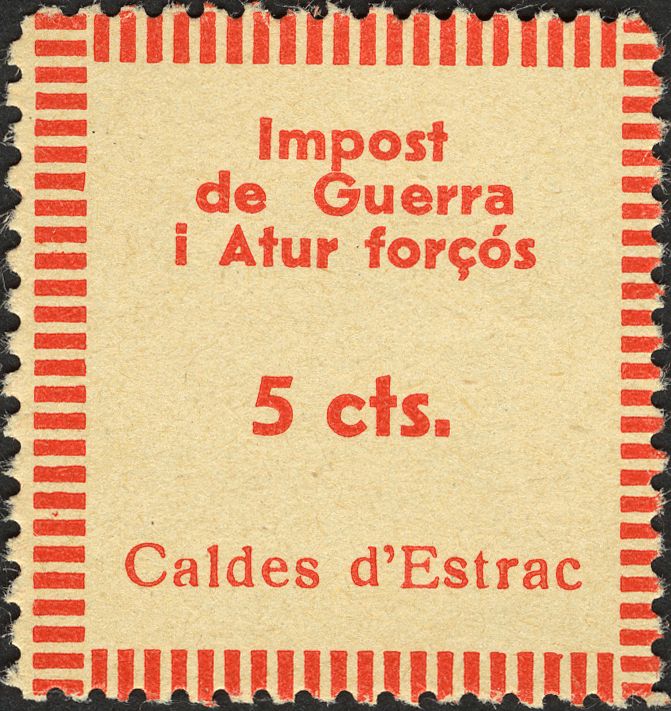 Impost
de Guerra
i Atur forçós
5 cts.
Caldes d'Estrac